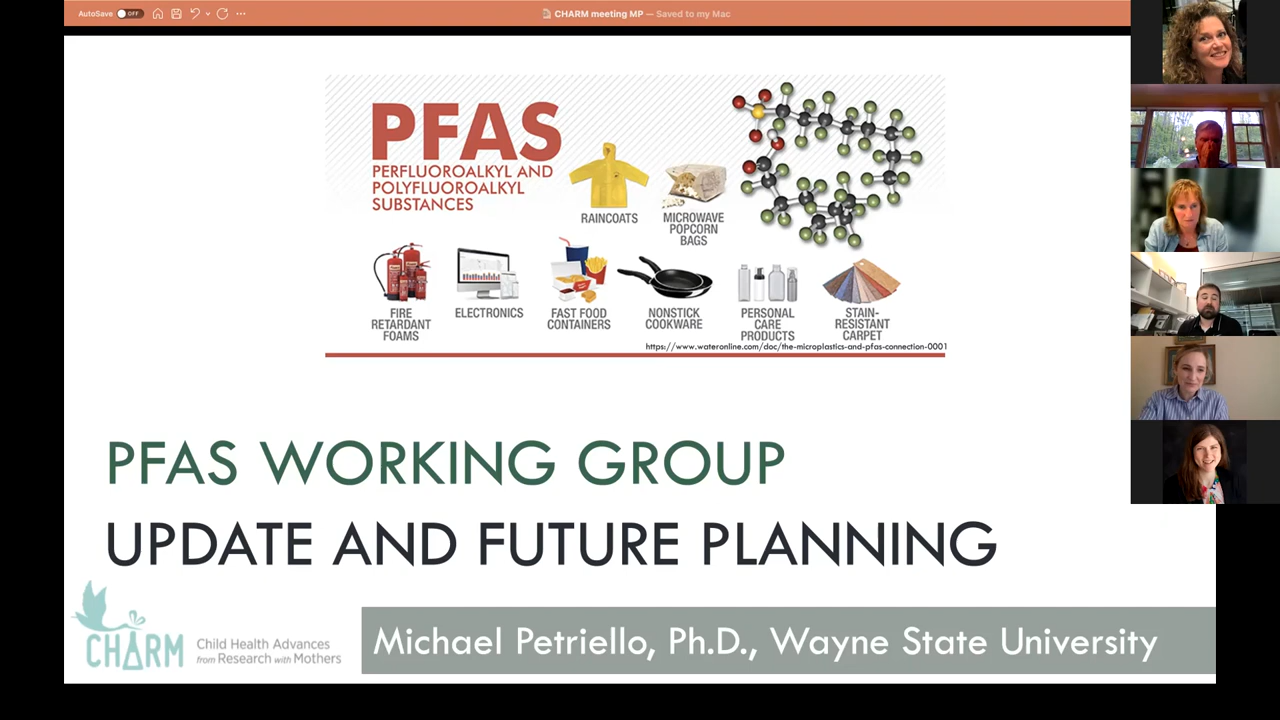 AutoSave OFF
CHARM meeting MP — Saved to my Mac
PFAS
PERFLUOROALKYL AND
POLYFLUOROALKYL
SUBSTANCES
RAINCOATS
MICROWAVE
POPCORN
BAGS
FIRE
RETARDANT
FOAMS
ELECTRONICS
FAST FOOD
CONTAINERS
NONSTICK
COOKWARE
PERSONAL
CARE
PRODUCTS
STAIN-
RESISTANT
CARPET
https://www.wateronline.com/doc/the-microplastics-and-pfas-connection-0001
PFAS WORKING GROUP
UPDATE AND FUTURE PLANNING
CHARM
Child Health Advances
from Research with Mothers
Michael Petriello, Ph.D., Wayne State University